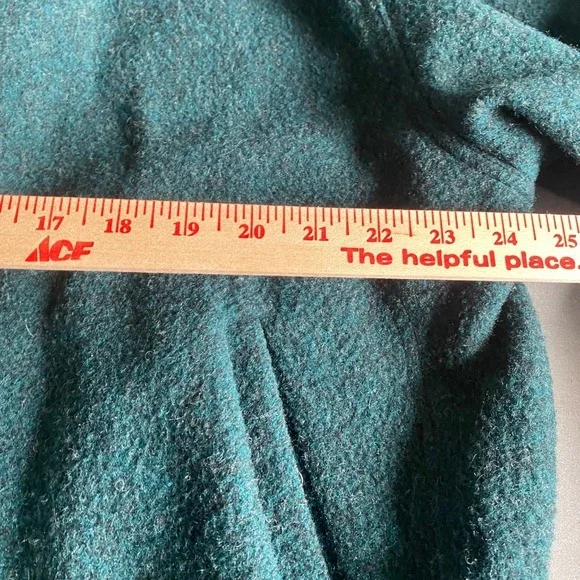 17 18 19 20 21 22 23 24 25
ACE The helpful place.